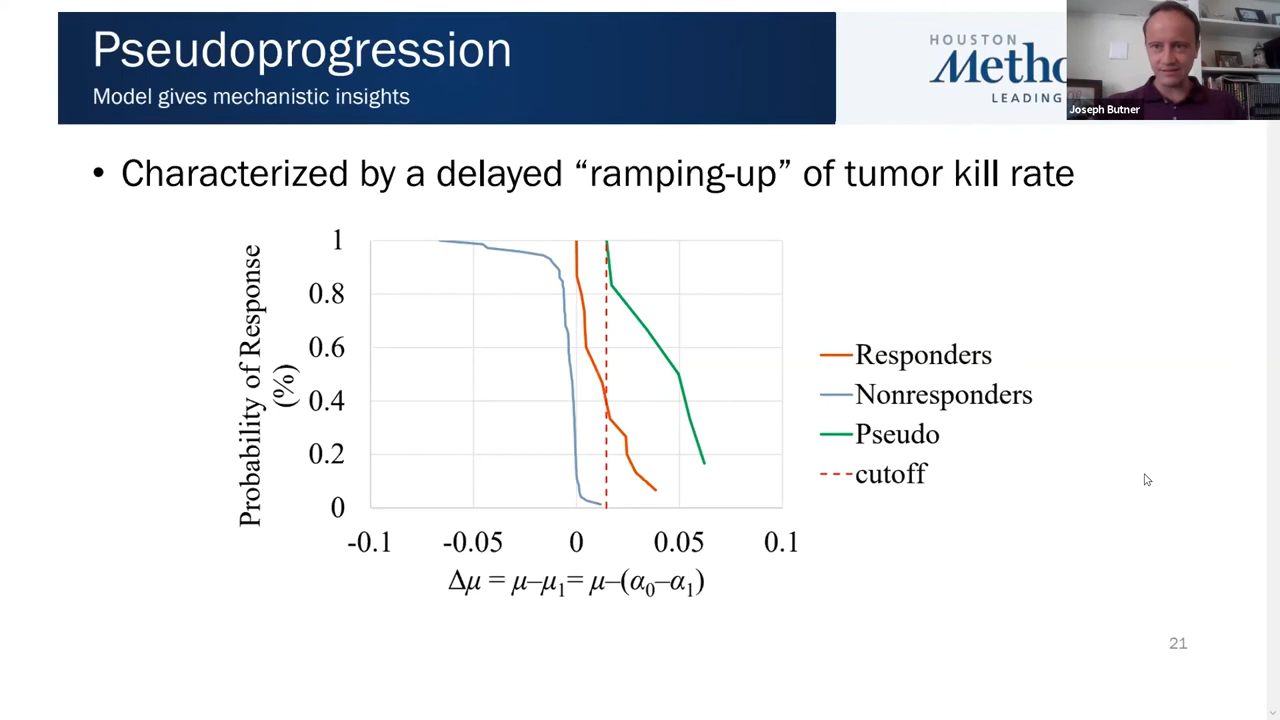 Pseudoprogression
Model gives mechanistic insights
HOUSTON
Metho
LEADING
Joseph Butner
• Characterized by a delayed “ramping-up” of tumor kill rate
Probability of Response
(%)
1
0.8
0.6
0.4
0.2
0
-0.1 -0.05 0 0.05 0.1
Δμ = μ–μ₁= μ–(α₀–α₁)
Responders
Nonresponders
Pseudo
cutoff
21